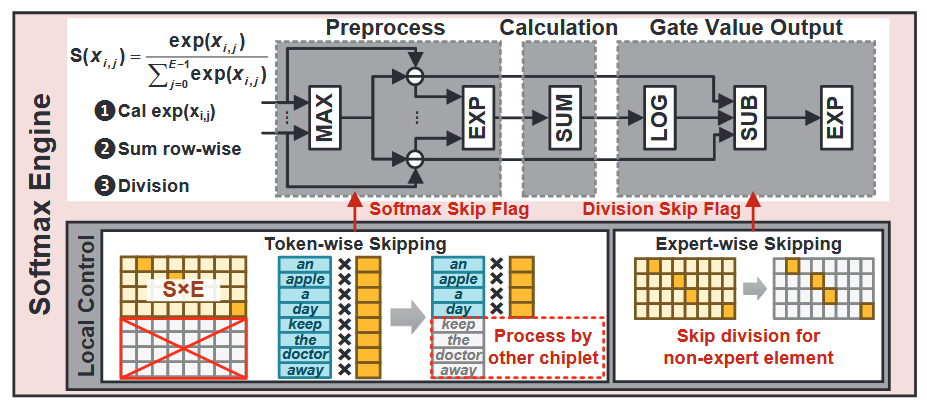 Softmax Engine
Preprocess
Calculation
Gate Value Output
S(x_{i,j}) = exp(x_{i,j}) / ∑_{j=0}^{E-1} exp(x_{i,j})
❶ Cal exp(x_{i,j})
❷ Sum row-wise
❸ Division
MAX
EXP
SUM
LOG
SUB
EXP
Softmax Skip Flag
Division Skip Flag
Local Control
Token-wise Skipping
S×E
an
apple
a
day
keep
the
doctor
away
an
apple
a
day
keep
the
doctor
away
Process by
other chiplet
Expert-wise Skipping
Skip division for
non-expert element